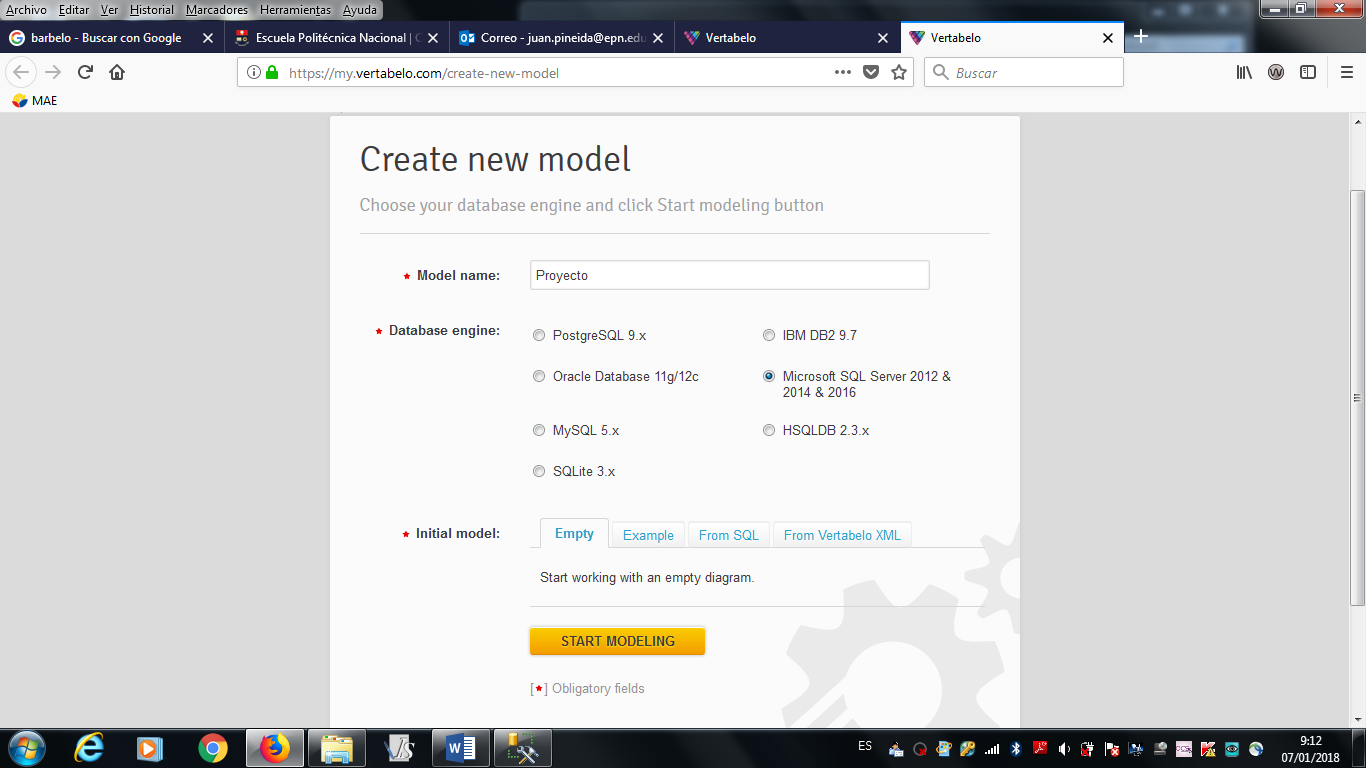 Archivo Editar Ver Historial Marcadores Herramientas Ayuda
barbelo - Buscar con Google
Escuela Politécnica Nacional | C
Correo - juan.pineida@epn.edu
Vertabelo
Vertabelo
https://my.vertabelo.com/create-new-model
Buscar
MAE
Create new model
Choose your database engine and click Start modeling button
* Model name:
Proyecto
* Database engine:
PostgreSQL 9.x
IBM DB2 9.7
Oracle Database 11g/12c
Microsoft SQL Server 2012 &
2014 & 2016
MySQL 5.x
HSQLDB 2.3.x
SQLite 3.x
* Initial model:
Empty
Example
From SQL
From Vertabelo XML
Start working with an empty diagram.
START MODELING
[*] Obligatory fields
ES
9:12
07/01/2018